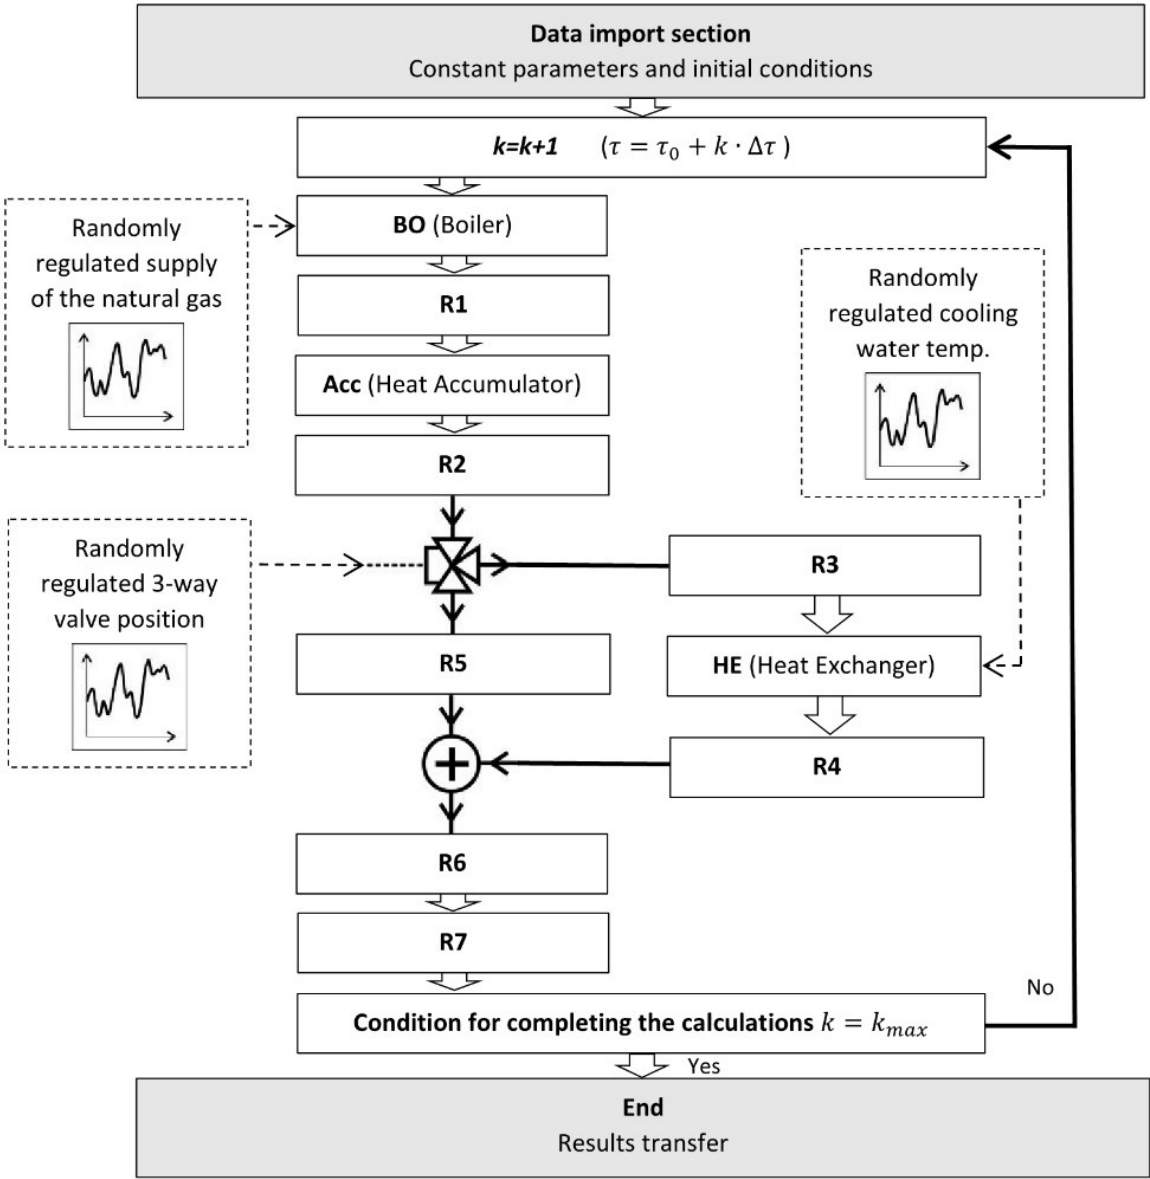 Data import section
Constant parameters and initial conditions
k=k+1 (τ = τ₀ + k · Δτ )
Randomly
regulated supply
of the natural gas
BO (Boiler)
R1
Randomly
regulated cooling
water temp.
Acc (Heat Accumulator)
R2
Randomly
regulated 3-way
valve position
R3
R5
HE (Heat Exchanger)
+
R4
R6
R7
No
Condition for completing the calculations k = kₘₐₓ
Yes
End
Results transfer